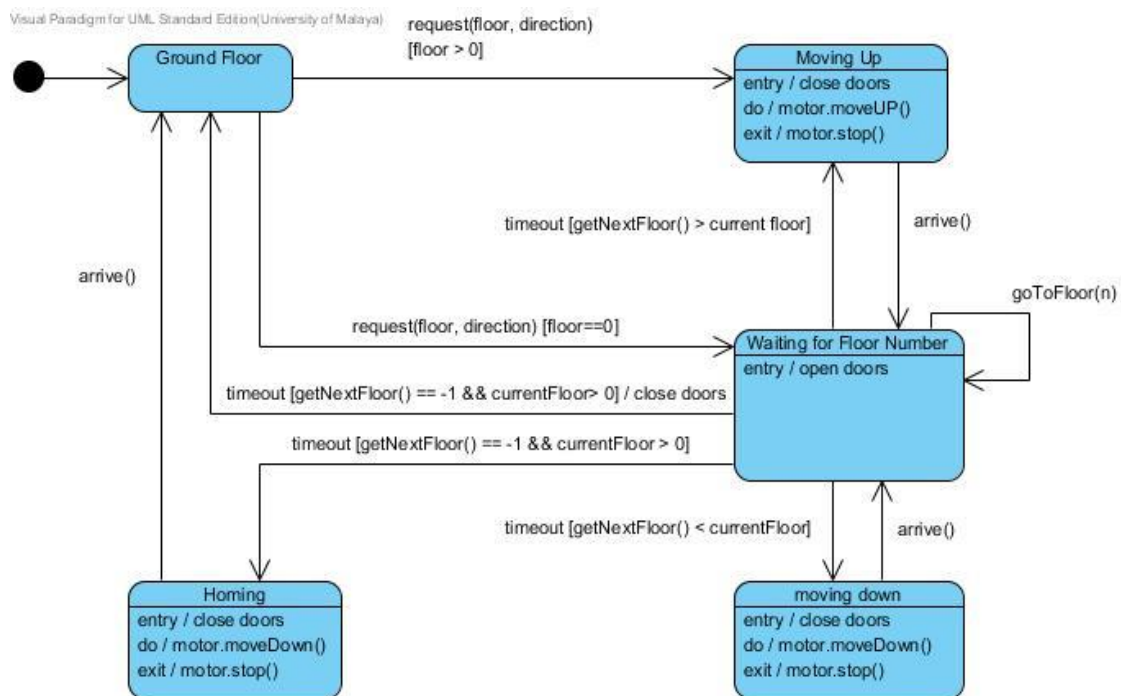 Visual Paradigm for UML Standard Edition(University of Malaya)
request(floor, direction)
[floor > 0]
Ground Floor
Moving Up
entry / close doors
do / motor.moveUP()
exit / motor.stop()
timeout [getNextFloor() > current floor]
arrive()
arrive()
goToFloor(n)
request(floor, direction) [floor==0]
Waiting for Floor Number
entry / open doors
timeout [getNextFloor() == -1 && currentFloor> 0] / close doors
timeout [getNextFloor() == -1 && currentFloor > 0]
timeout [getNextFloor() < currentFloor]
arrive()
Homing
entry / close doors
do / motor.moveDown()
exit / motor.stop()
moving down
entry / close doors
do / motor.moveDown()
exit / motor.stop()